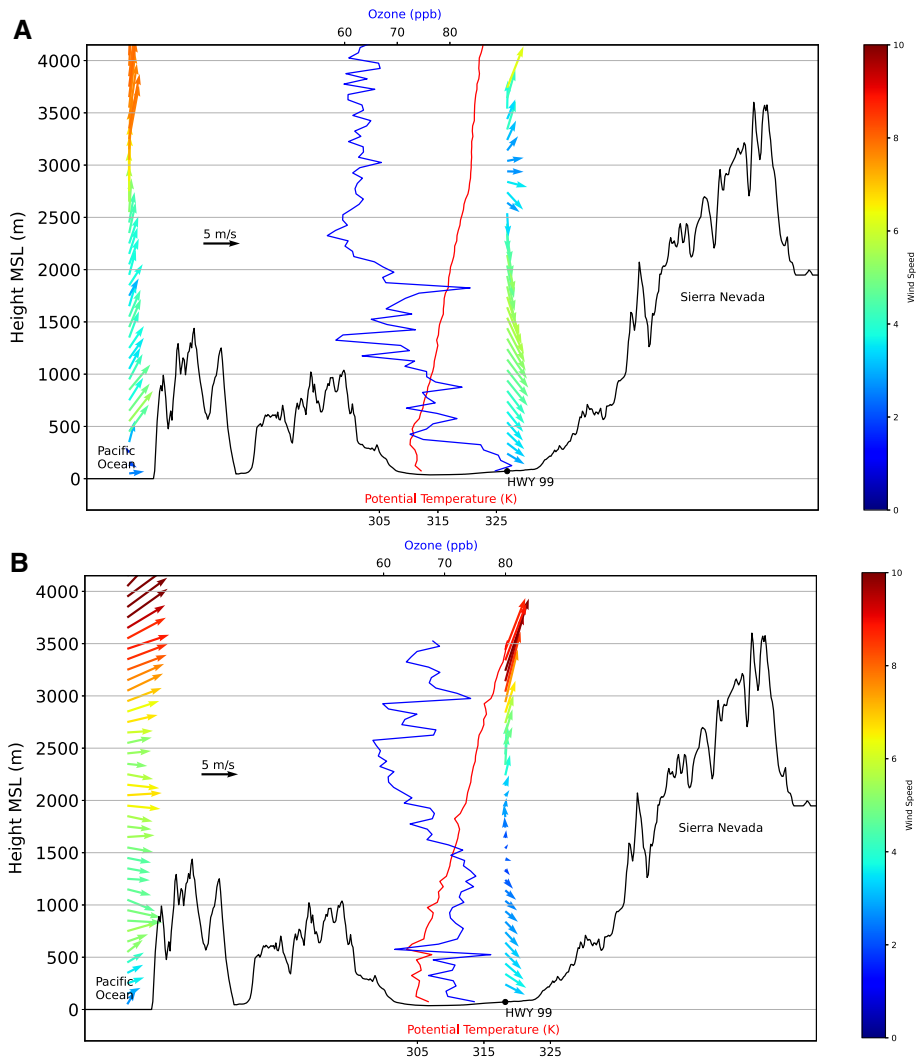 A
Ozone (ppb)
60 70 80
10
4000
3500
3000
2500
2000
1500
1000
500
0
Height MSL (m)
5 m/s
Sierra Nevada
Pacific
Ocean
HWY 99
Potential Temperature (K)
305 315 325
8
6
4
2
0
Wind Speed
B
Ozone (ppb)
60 70 80
10
4000
3500
3000
2500
2000
1500
1000
500
0
Height MSL (m)
5 m/s
Sierra Nevada
Pacific
Ocean
HWY 99
Potential Temperature (K)
305 315 325
8
6
4
2
0
Wind Speed